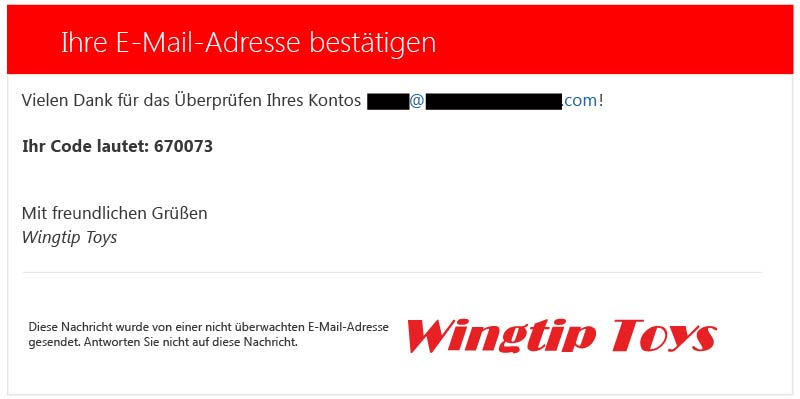 Ihre E-Mail-Adresse bestätigen
Vielen Dank für das Überprüfen Ihres Kontos @.com!
Ihr Code lautet: 670073
Mit freundlichen Grüßen
Wingtip Toys
Diese Nachricht wurde von einer nicht überwachten E-Mail-Adresse
gesendet. Antworten Sie nicht auf diese Nachricht.
Wingtip Toys